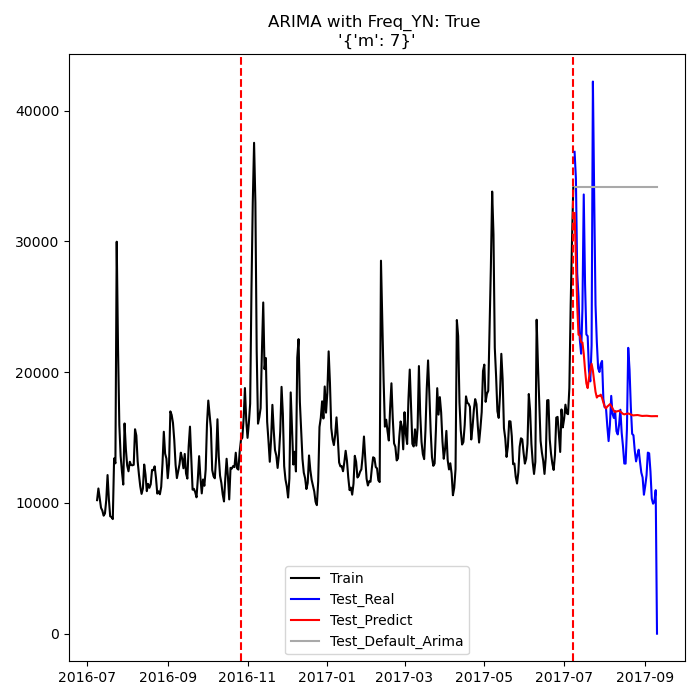 ARIMA with Freq_YN: True
'{'m': 7}'
40000
30000
20000
10000
0
Train
Test_Real
Test_Predict
Test_Default_Arima
2016-07 2016-09 2016-11 2017-01 2017-03 2017-05 2017-07 2017-09